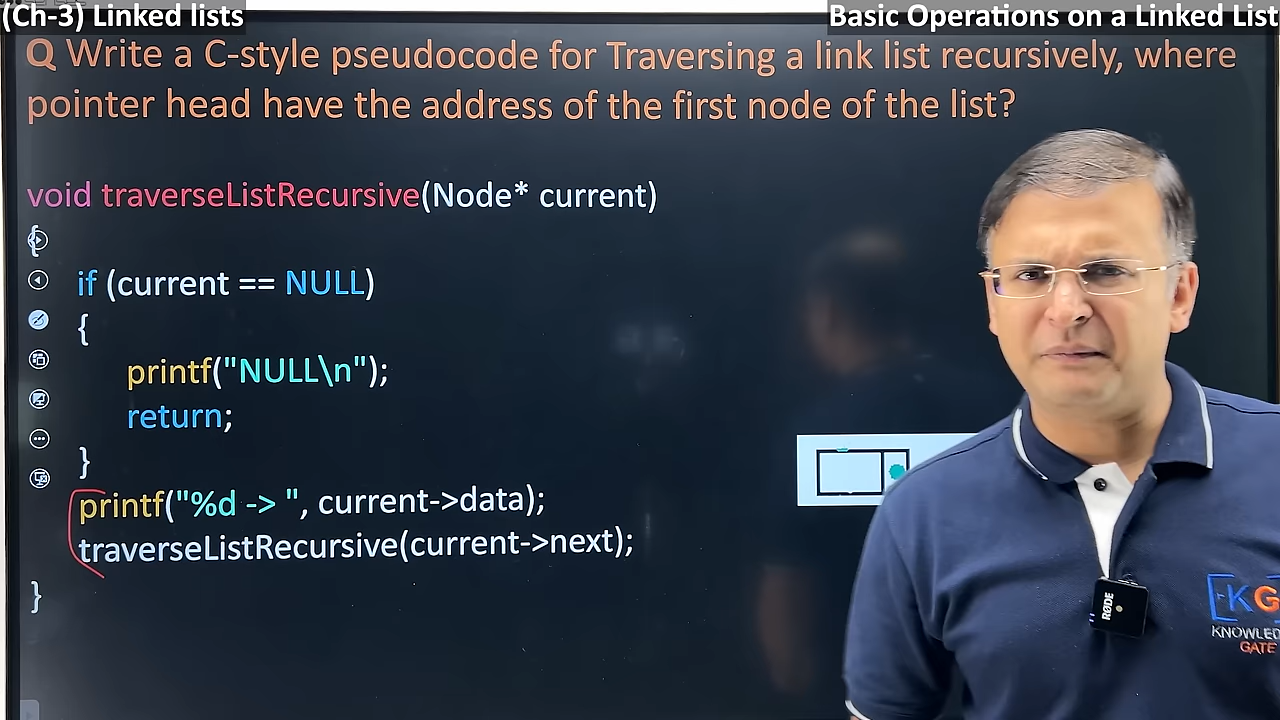 (Ch-3) Linked lists
Basic Operations on a Linked List
Q Write a C-style pseudocode for Traversing a link list recursively, where
pointer head have the address of the first node of the list?
void traverseListRecursive(Node* current)
{
if (current == NULL)
{
printf("NULL\n");
return;
}
printf("%d -> ", current->data);
traverseListRecursive(current->next);
}
RØDE
KG
GATE